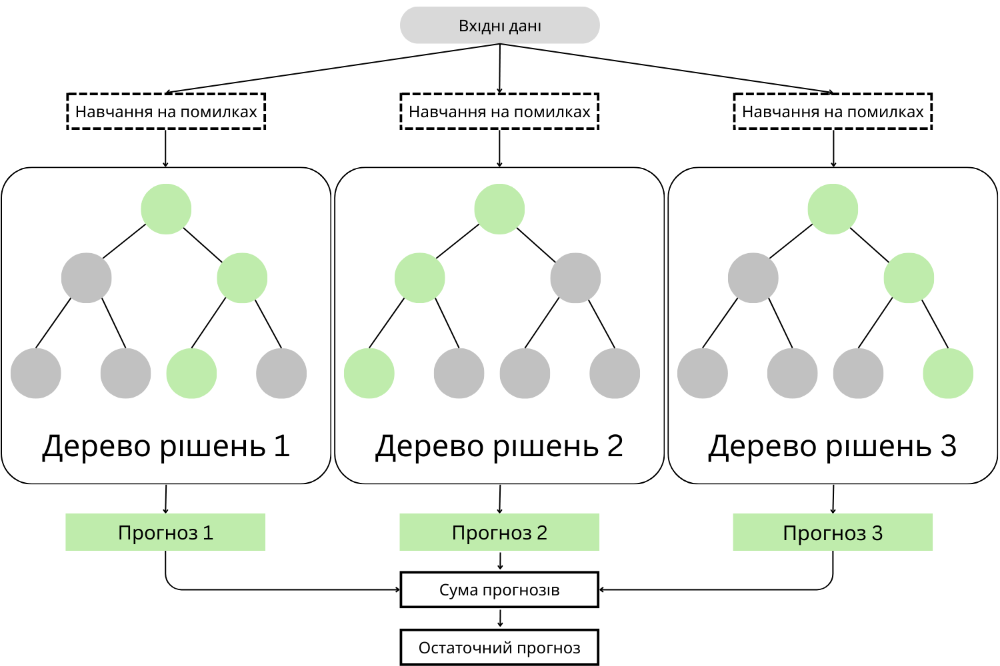 Вхідні дані
Навчання на помилках
Навчання на помилках
Навчання на помилках
Дерево рішень 1
Дерево рішень 2
Дерево рішень 3
Прогноз 1
Прогноз 2
Прогноз 3
Сума прогнозів
Остаточний прогноз